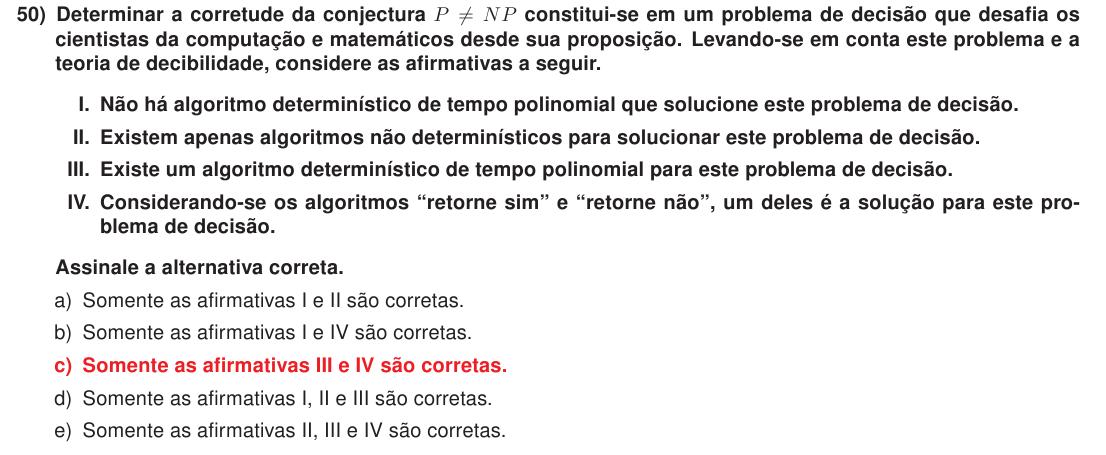 50) Determinar a corretude da conjectura P ≠ NP constitui-se em um problema de decisão que desafia os
cientistas da computação e matemáticos desde sua proposição. Levando-se em conta este problema e a
teoria de decibilidade, considere as afirmativas a seguir.
I. Não há algoritmo determinístico de tempo polinomial que solucione este problema de decisão.
II. Existem apenas algoritmos não determinísticos para solucionar este problema de decisão.
III. Existe um algoritmo determinístico de tempo polinomial para este problema de decisão.
IV. Considerando-se os algoritmos “retorne sim” e “retorne não”, um deles é a solução para este pro-
blema de decisão.
Assinale a alternativa correta.
a) Somente as afirmativas I e II são corretas.
b) Somente as afirmativas I e IV são corretas.
c) Somente as afirmativas III e IV são corretas.
d) Somente as afirmativas I, II e III são corretas.
e) Somente as afirmativas II, III e IV são corretas.